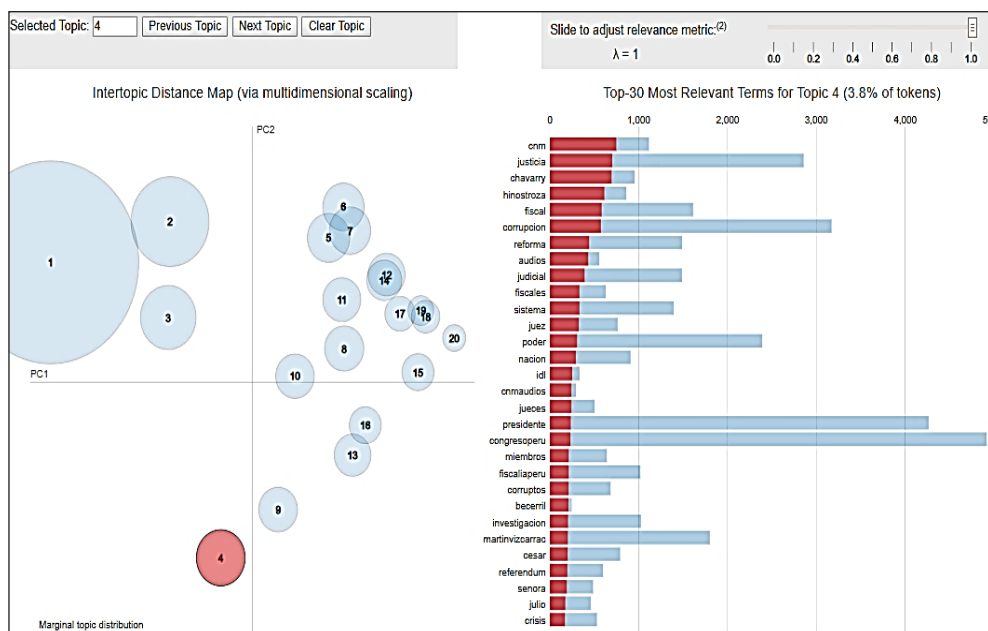 Selected Topic: 4 Previous Topic Next Topic Clear Topic
Slide to adjust relevance metric:(2)
λ = 1
0.0 0.2 0.4 0.6 0.8 1.0
Intertopic Distance Map (via multidimensional scaling)
PC2
PC1
1
2
3
6
5
7
12
14
11
17
19
18
20
8
15
10
16
13
9
4
Marginal topic distribution
Top-30 Most Relevant Terms for Topic 4 (3.8% of tokens)
0 1,000 2,000 3,000 4,000 5
cnm
justicia
chavarry
hinostroza
fiscal
corrupcion
reforma
audios
judicial
fiscales
sistema
juez
poder
nacion
idl
cnmaudios
jueces
presidente
congresoperu
miembros
fiscaliaperu
corruptos
becerril
investigacion
martinvizcarrac
cesar
referendum
senora
julio
crisis